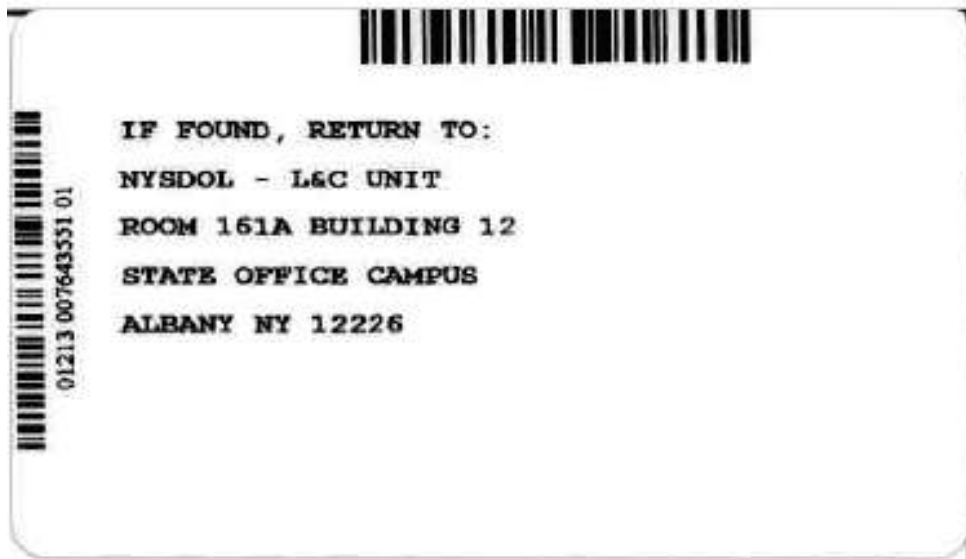 IF FOUND, RETURN TO:
NYSDOL - L&C UNIT
ROOM 161A BUILDING 12
STATE OFFICE CAMPUS
ALBANY NY 12226
01213 007643551 01